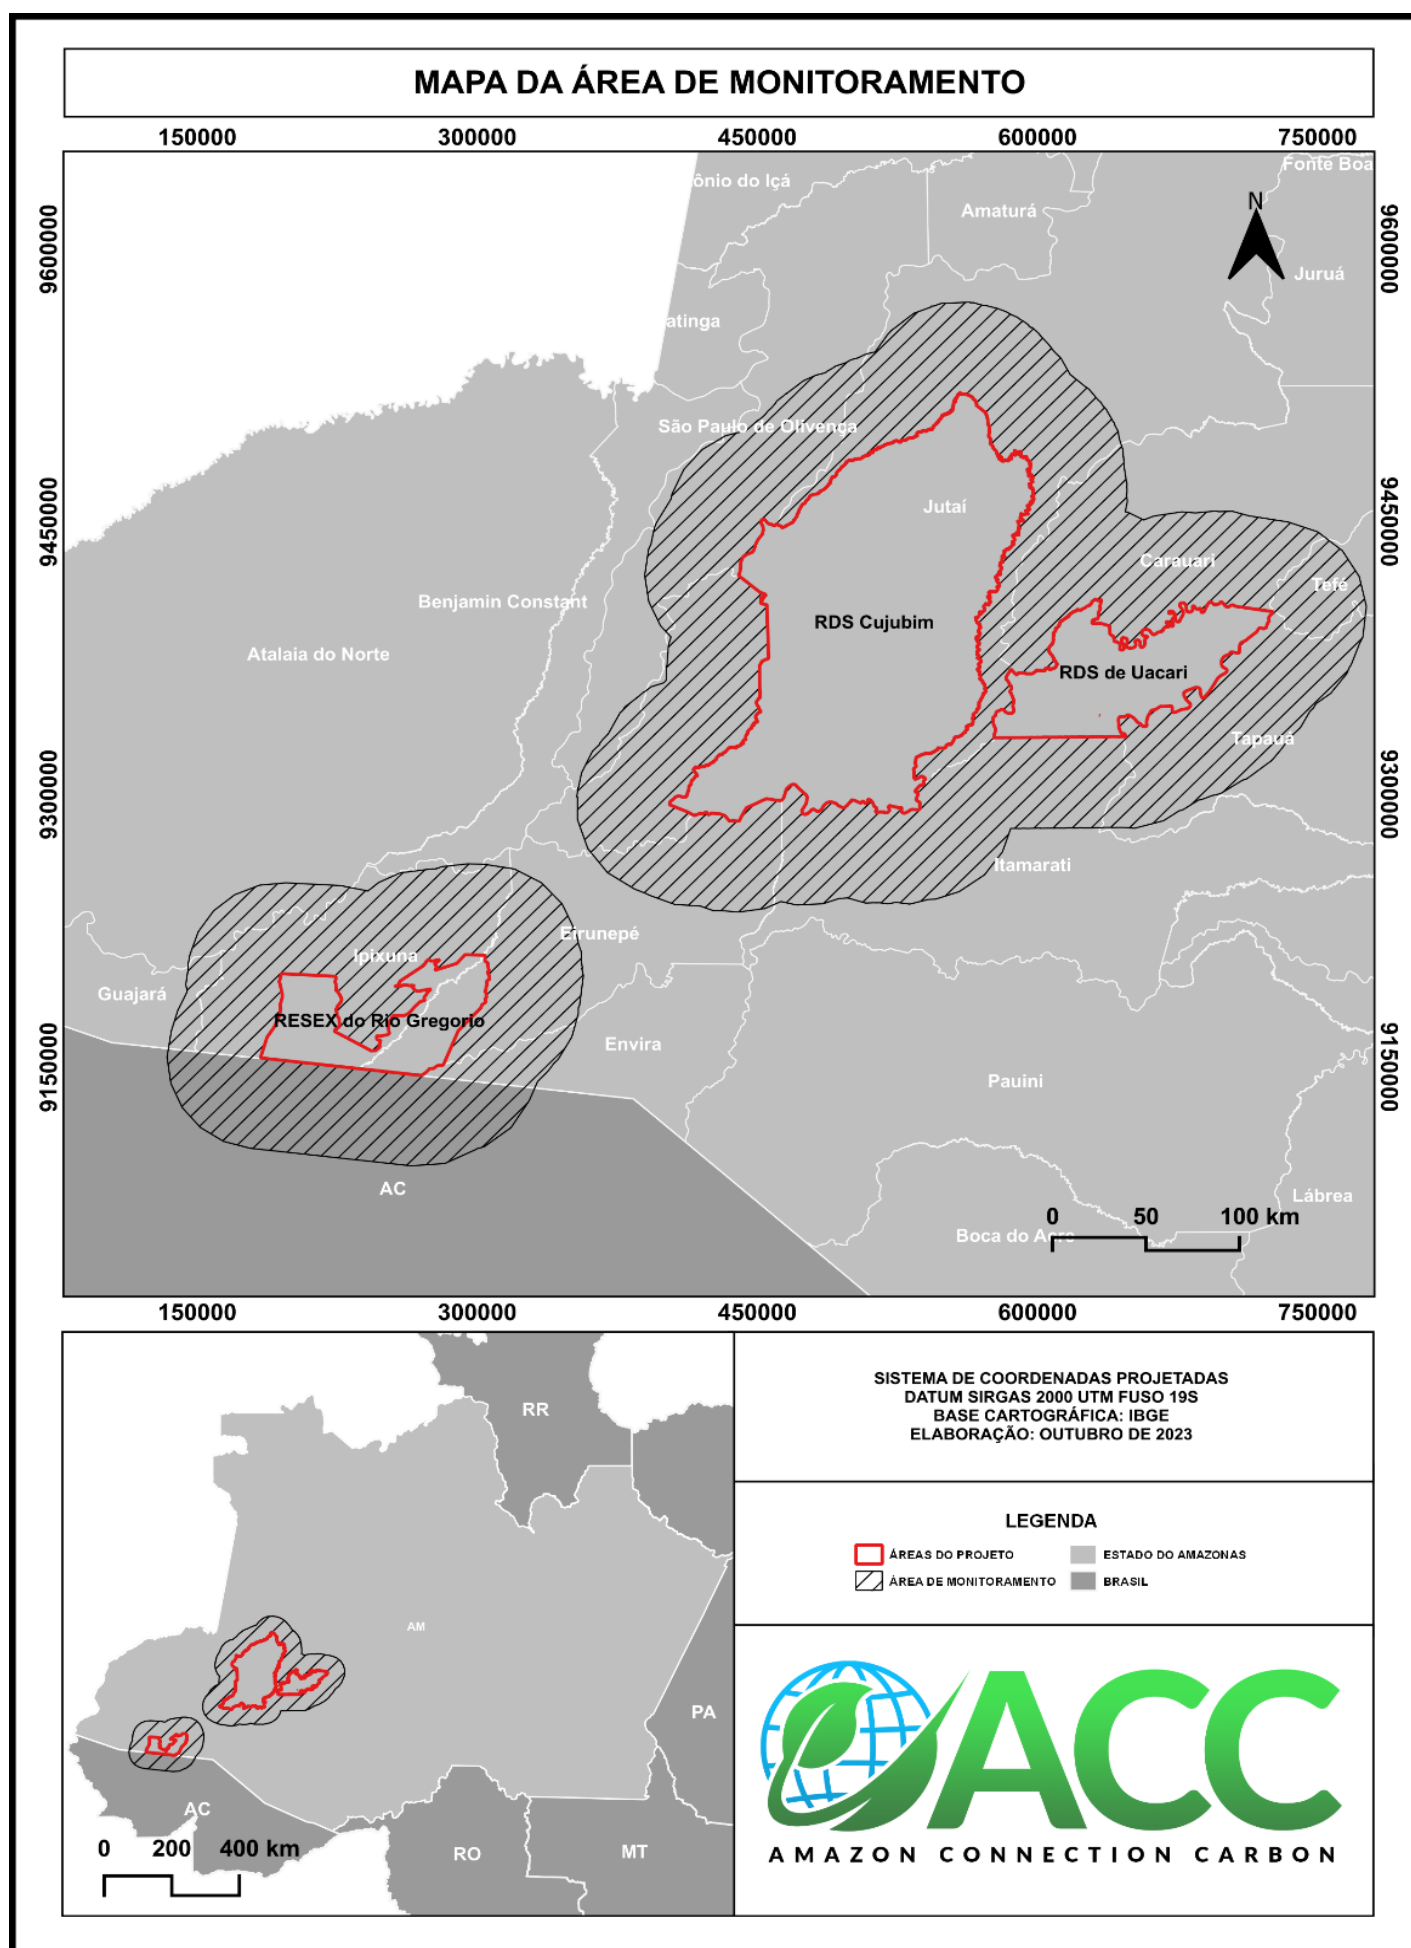 MAPA DA ÁREA DE MONITORAMENTO
150000 300000 450000 600000 750000
9600000 9600000
9450000 9450000
9300000 9300000
9150000 9150000
ônio do Içá
Fonte Boa
Amaturá
N
Juruá
atinga
São Paulo de Olivença
Jutaí
Carauari
Tefé
Benjamin Constant
RDS Cujubim
Atalaia do Norte
RDS de Uacari
Tapauá
Itamarati
Eirunepé
Ipixuna
Guajará
RESEX do Rio Gregorio
Envira
Pauini
AC
Lábrea
0 50 100 km
Boca do Acre
150000 300000 450000 600000 750000
RR
AM
PA
AC
RO
MT
0 200 400 km
SISTEMA DE COORDENADAS PROJETADAS
DATUM SIRGAS 2000 UTM FUSO 19S
BASE CARTOGRÁFICA: IBGE
ELABORAÇÃO: OUTUBRO DE 2023
LEGENDA
ÁREAS DO PROJETO
ESTADO DO AMAZONAS
ÁREA DE MONITORAMENTO
BRASIL
ACC
AMAZON CONNECTION CARBON